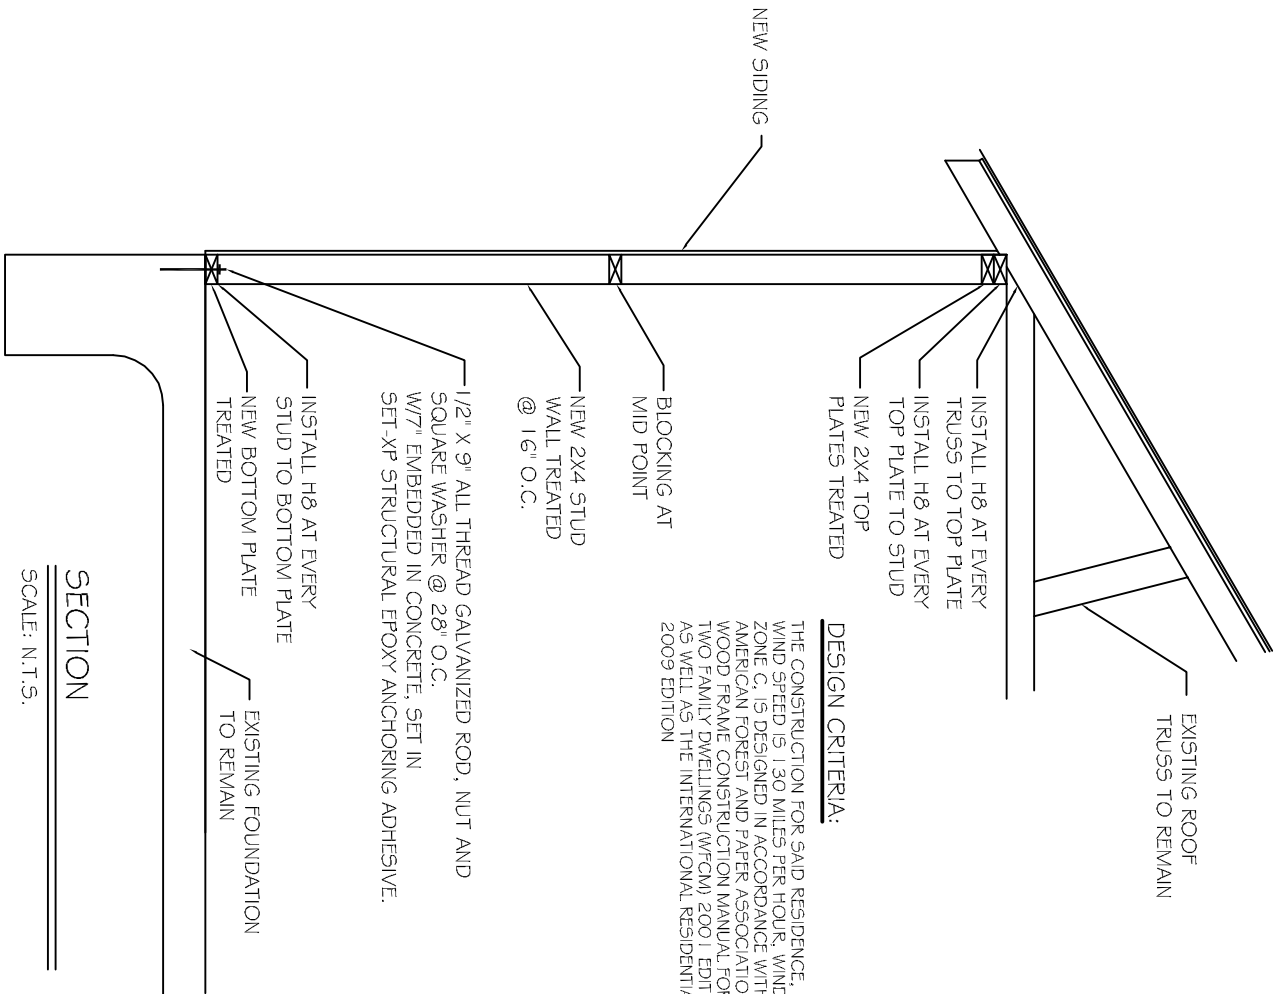 NEW SIDING
EXISTING ROOF
TRUSS TO REMAIN
INSTALL H8 AT EVERY
TRUSS TO TOP PLATE
INSTALL H8 AT EVERY
TOP PLATE TO STUD
NEW 2X4 TOP
PLATES TREATED
BLOCKING AT
MID POINT
NEW 2X4 STUD
WALL TREATED
@ 16" O.C.
1/2" X 9" ALL THREAD GALVANIZED ROD, NUT AND
SQUARE WASHER @ 28" O.C.
W/7" EMBEDDED IN CONCRETE, SET IN
SET-XP STRUCTURAL EPOXY ANCHORING ADHESIVE.
INSTALL H8 AT EVERY
STUD TO BOTTOM PLATE
NEW BOTTOM PLATE
TREATED
EXISTING FOUNDATION
TO REMAIN
DESIGN CRITERIA:
THE CONSTRUCTION FOR SAID RESIDENCE,
WIND SPEED IS 130 MILES PER HOUR, WIND
ZONE C, IS DESIGNED IN ACCORDANCE WITH
AMERICAN FOREST AND PAPER ASSOCIATIO
WOOD FRAME CONSTRUCTION MANUAL FOR
TWO FAMILY DWELLINGS (WFCM) 2001 EDIT
AS WELL AS THE INTERNATIONAL RESIDENTIA
2009 EDITION
SECTION
SCALE: N.T.S.